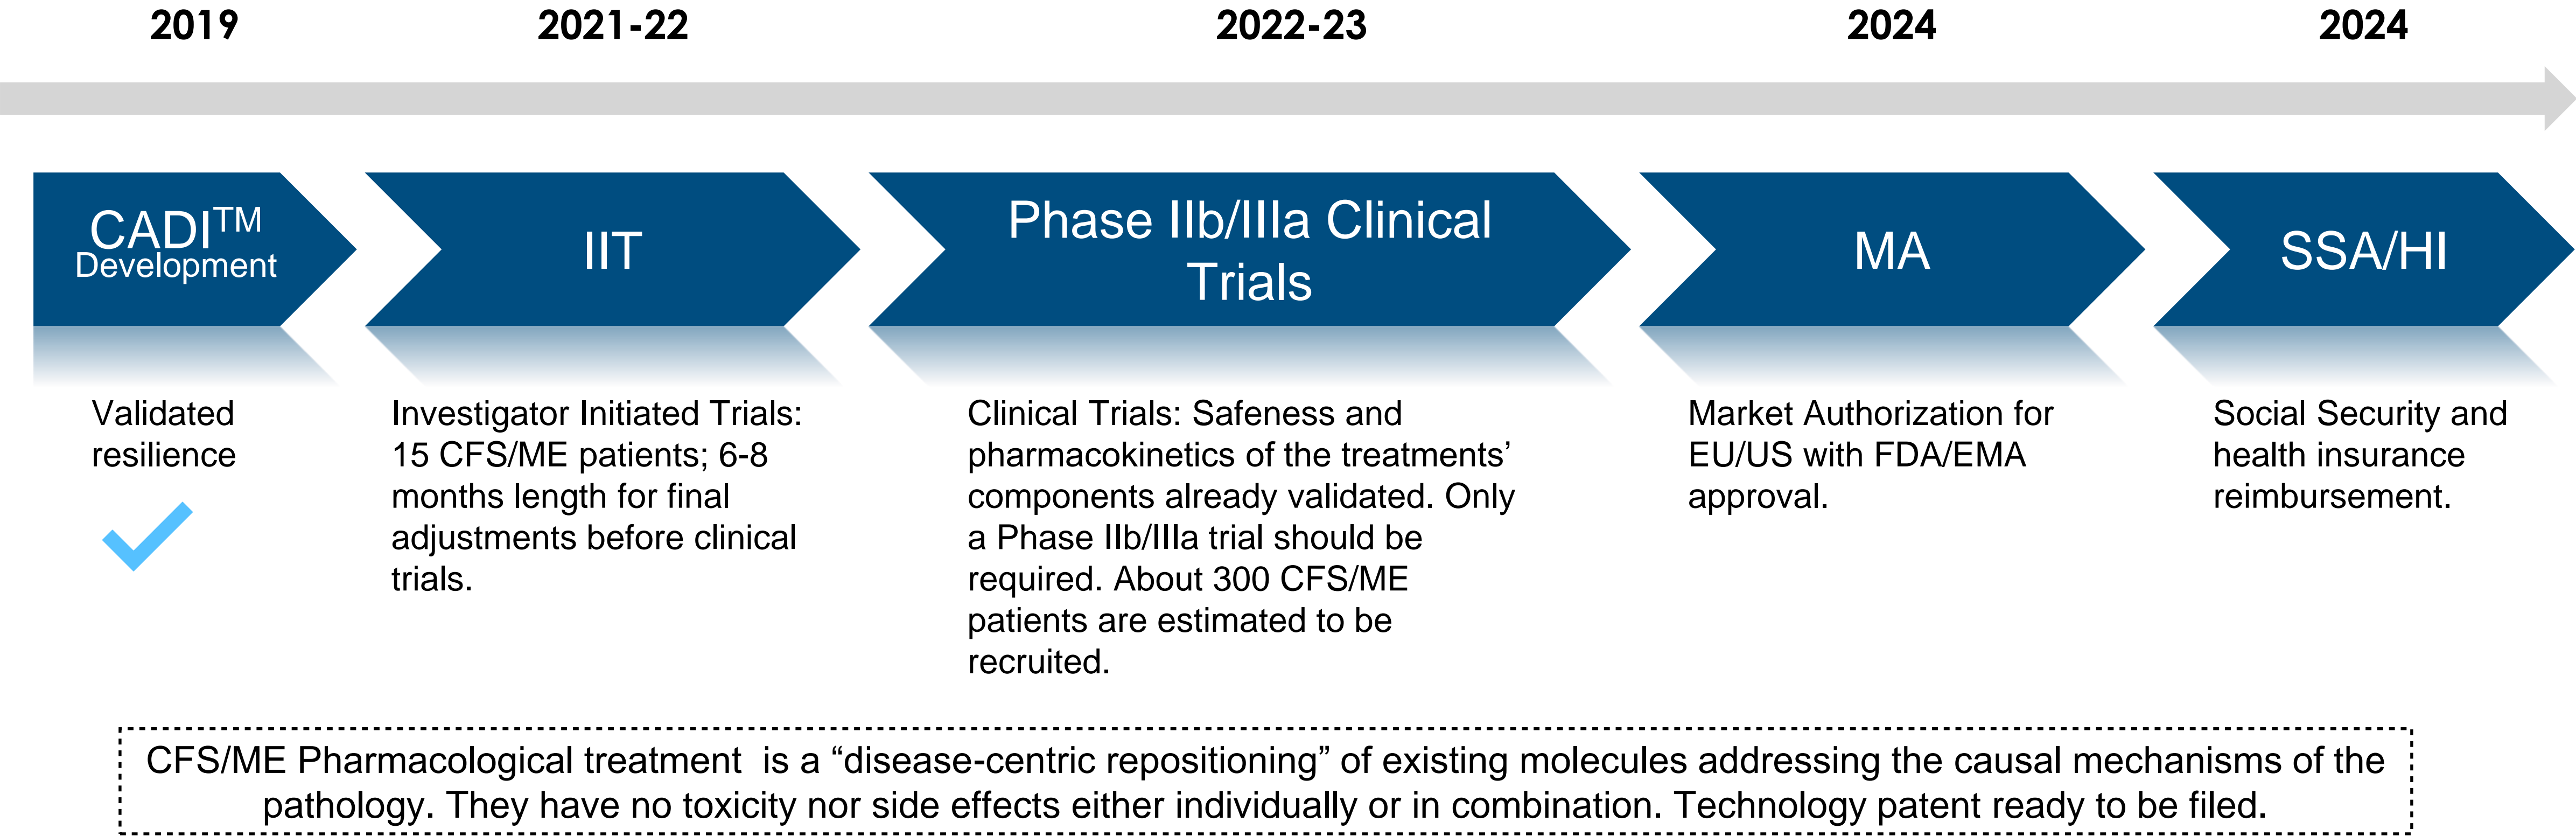 2019
2021-22
2022-23
2024
2024
CADI™
Development
IIT
Phase IIb/IIIa Clinical
Trials
MA
SSA/HI
Validated
resilience
Investigator Initiated Trials:
15 CFS/ME patients; 6-8
months length for final
adjustments before clinical
trials.
Clinical Trials: Safeness and
pharmacokinetics of the treatments’
components already validated. Only
a Phase IIb/IIIa trial should be
required. About 300 CFS/ME
patients are estimated to be
recruited.
Market Authorization for
EU/US with FDA/EMA
approval.
Social Security and
health insurance
reimbursement.
CFS/ME Pharmacological treatment  is a “disease-centric repositioning” of existing molecules addressing the causal mechanisms of the
pathology. They have no toxicity nor side effects either individually or in combination. Technology patent ready to be filed.